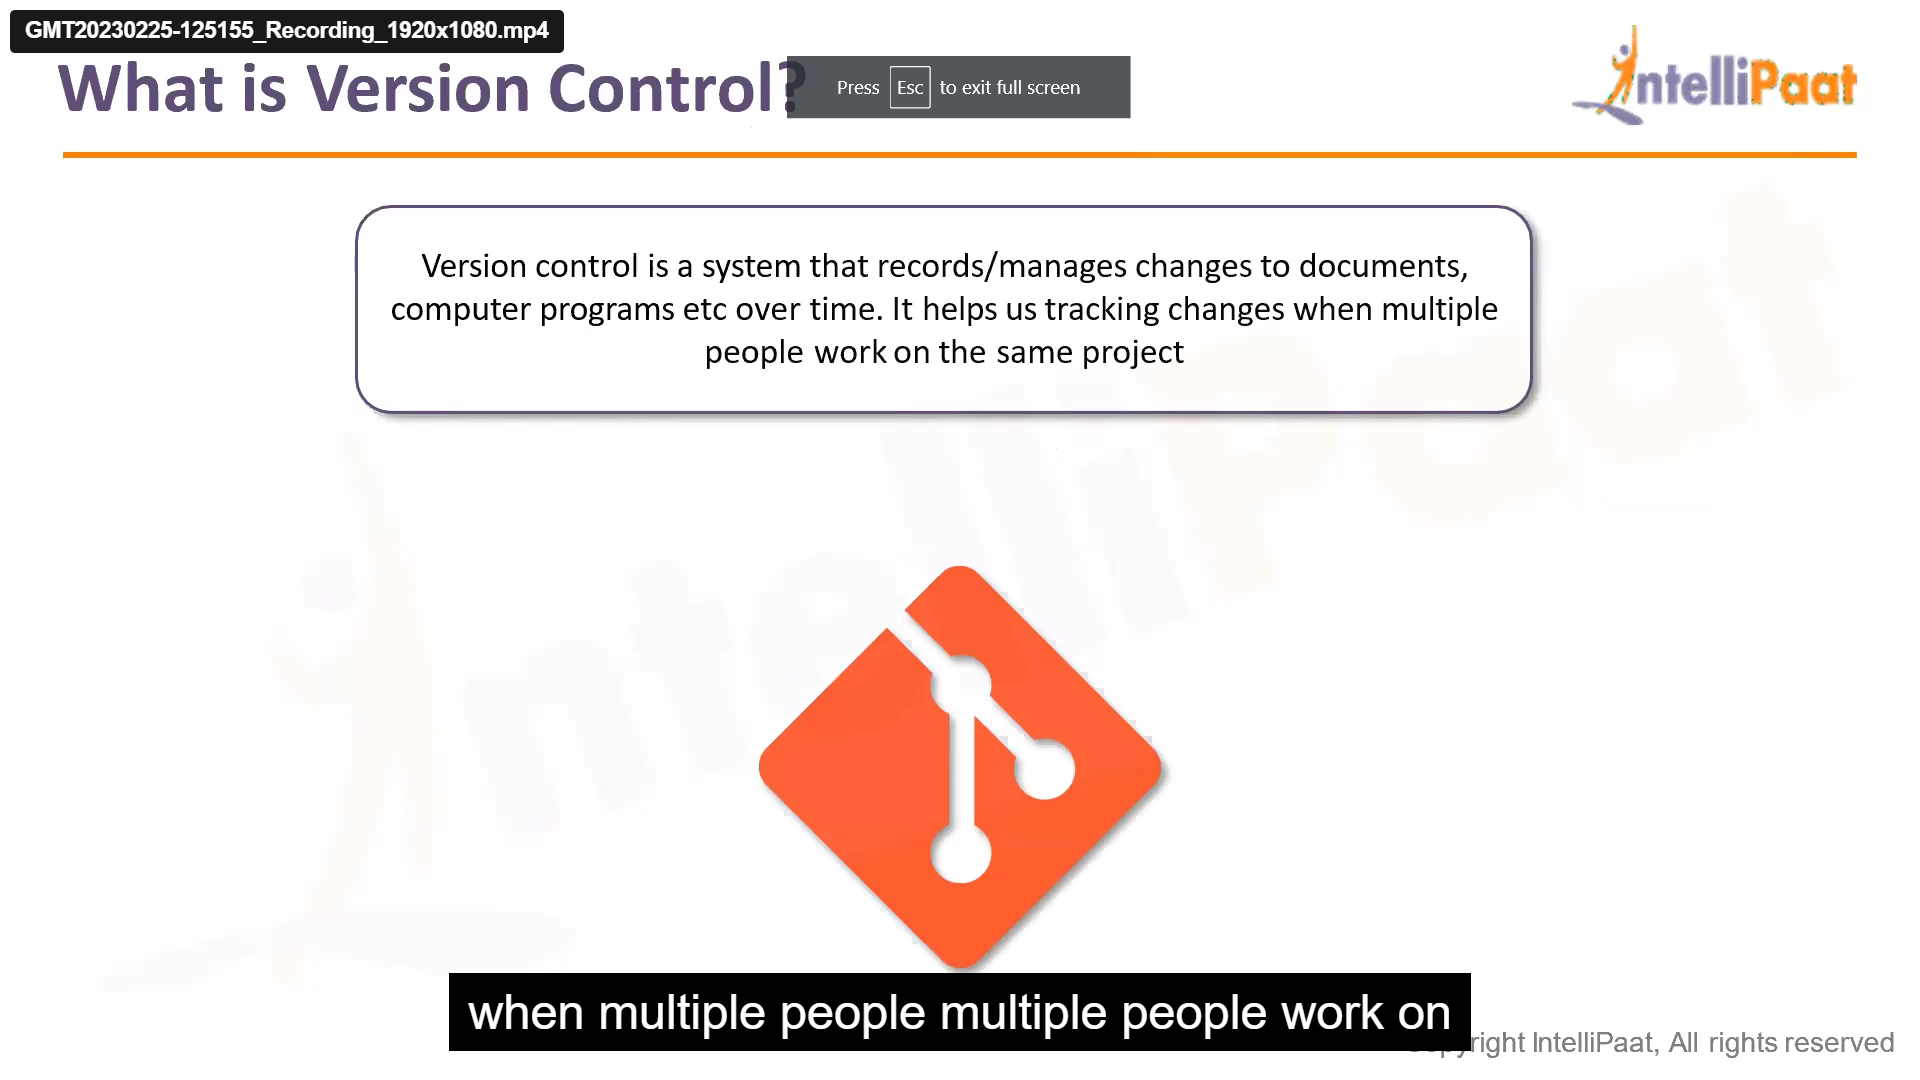 GMT20230225-125155_Recording_1920x1080.mp4
What is Version Control?
Press Esc to exit full screen
IntelliPaat
Version control is a system that records/manages changes to documents,
computer programs etc over time. It helps us tracking changes when multiple
people work on the same project
IntelliPaat
when multiple people multiple people work on
Copyright IntelliPaat, All rights reserved